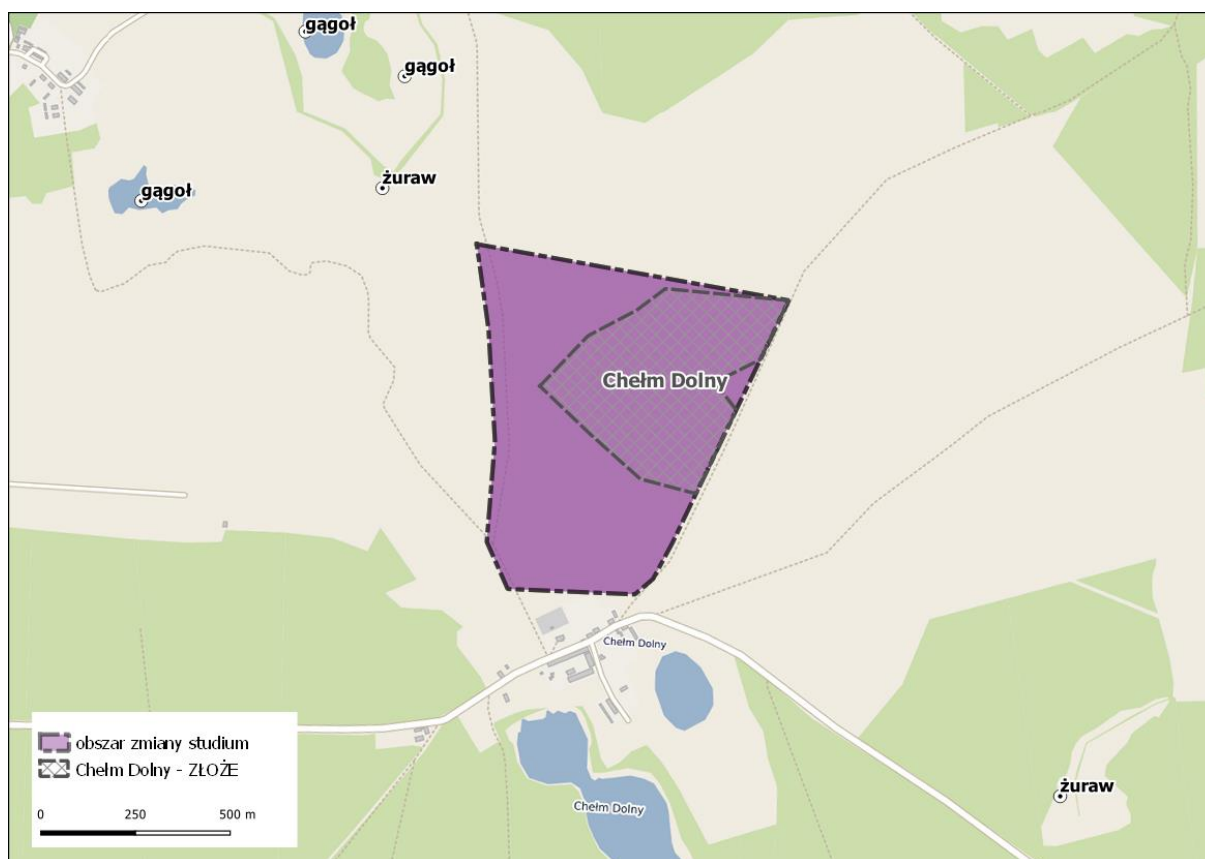 gągoł
gągoł
gągoł
żuraw
Chełm Dolny
Chełm Dolny
Chełm Dolny
żuraw
obszar zmiany studium
Chełm Dolny - ZŁOŻE
0 250 500 m